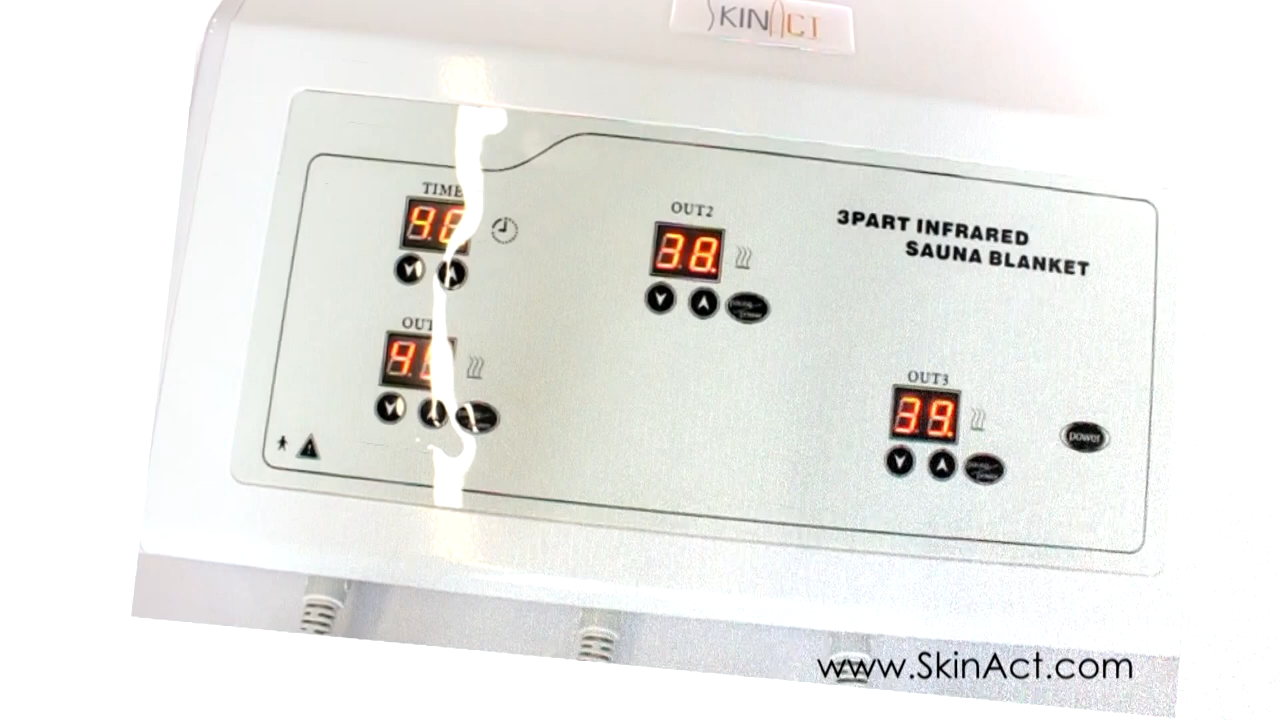 SKINACT
TIME
OUT2
38.
3PART INFRARED
SAUNA BLANKET
OUT3
39.
power
www.SkinAct.com